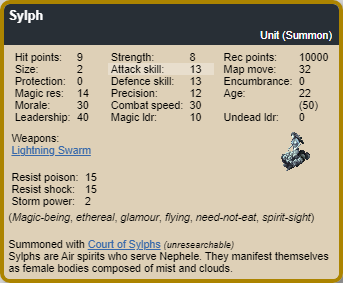 Sylph
Unit (Summon)
Hit points: 9 Strength: 8 Rec points: 10000
Size: 2 Attack skill: 13 Map move: 32
Protection: 0 Defence skill: 13 Encumbrance: 0
Magic res: 14 Precision: 12 Age: 22
Morale: 30 Combat speed: 30 (50)
Leadership: 40 Magic ldr: 10 Undead ldr: 0
Weapons:
Lightning Swarm
Resist poison: 15
Resist shock: 15
Storm power: 2
(Magic-being, ethereal, glamour, flying, need-not-eat, spirit-sight)
Summoned with Court of Sylphs (unresearchable)
Sylphs are Air spirits who serve Nephele. They manifest themselves
as female bodies composed of mist and clouds.